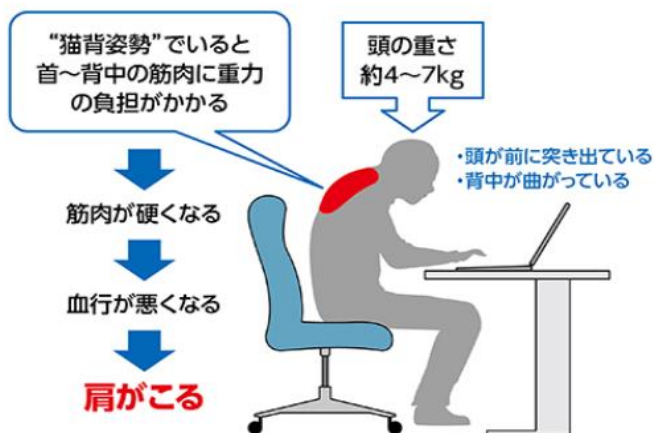 “猫背姿勢”でいると
首～背中の筋肉に重力
の負担がかかる
筋肉が硬くなる
血行が悪くなる
肩がこる
頭の重さ
約4～7kg
・頭が前に突き出ている
・背中が曲がっている